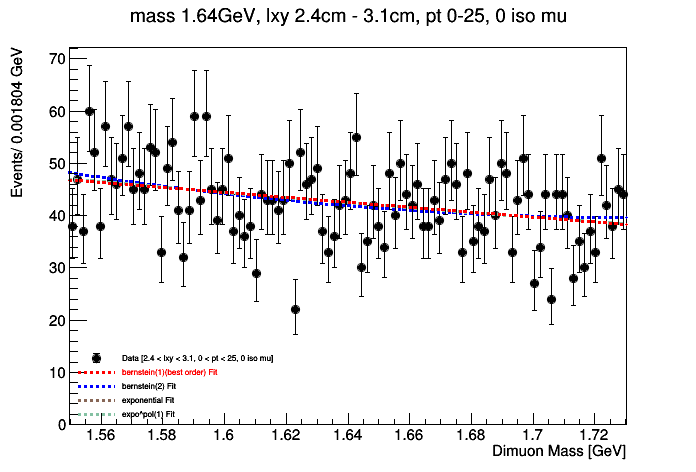 mass 1.64GeV, lxy 2.4cm - 3.1cm, pt 0-25, 0 iso mu
Events/ 0.001804 GeV
70
60
50
40
30
20
10
0
Data [2.4 < lxy < 3.1, 0 < pt < 25, 0 iso mu]
bernstein(1)(best order) Fit
bernstein(2) Fit
exponential Fit
expo*pol(1) Fit
1.56 1.58 1.6 1.62 1.64 1.66 1.68 1.7 1.72
Dimuon Mass [GeV]